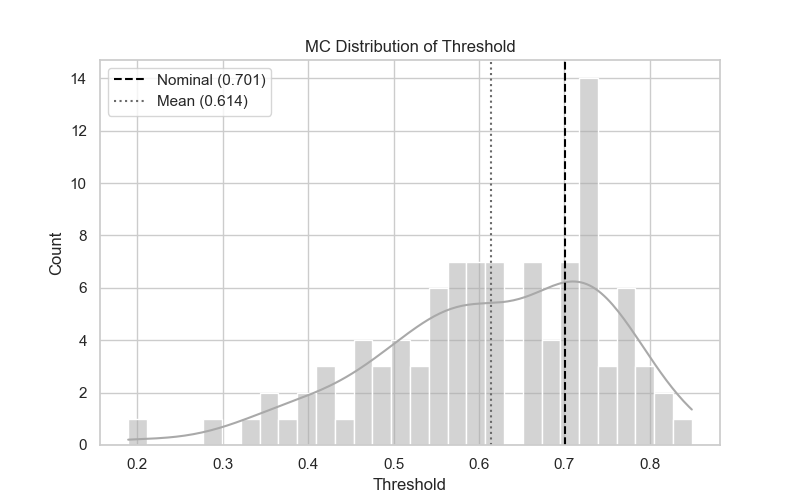 MC Distribution of Threshold
Nominal (0.701)
Mean (0.614)
14
12
10
8
6
4
2
0
Count
0.2 0.3 0.4 0.5 0.6 0.7 0.8
Threshold